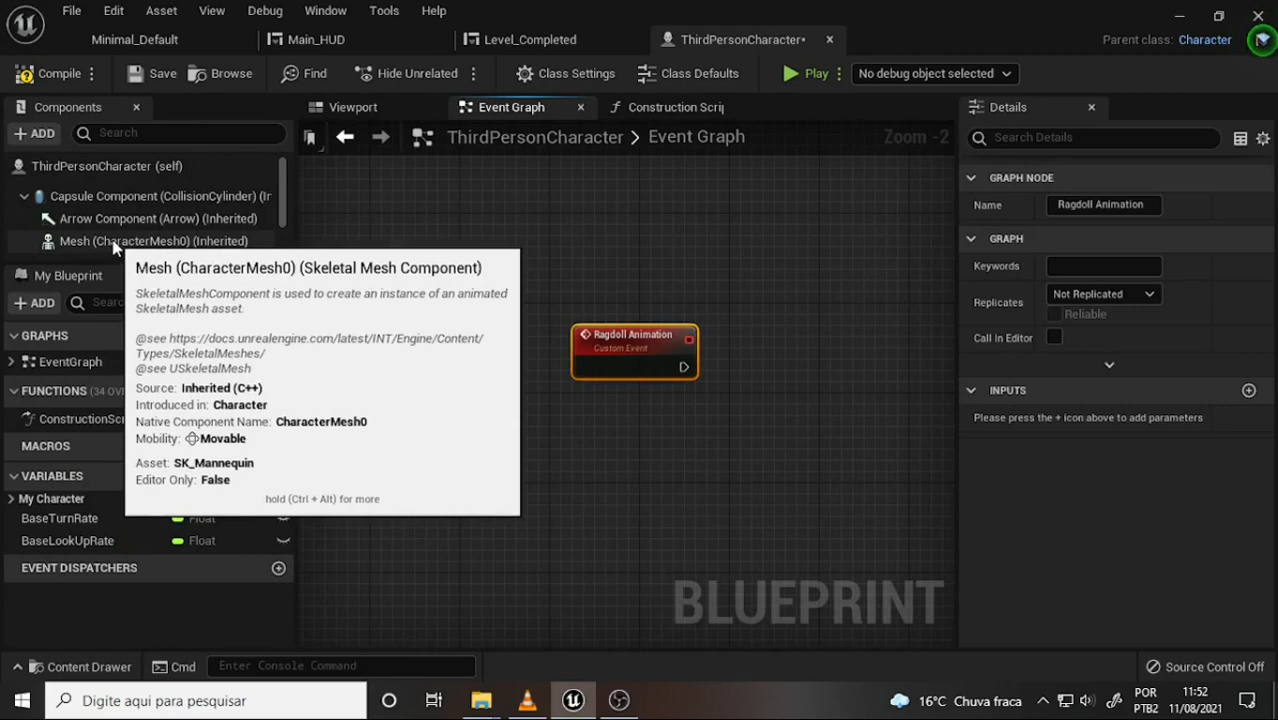 File Edit Asset View Debug Window Tools Help
Minimal_Default Main_HUD Level_Completed ThirdPersonCharacter• Parent class: Character
Compile Save Browse Find Hide Unrelated Class Settings Class Defaults Play No debug object selected
Components Viewport Event Graph Construction Scrip Details
+ ADD Search ThirdPersonCharacter > Event Graph Zoom -2 Search Details
ThirdPersonCharacter (self)
Capsule Component (CollisionCylinder) (In
Arrow Component (Arrow) (Inherited)
Mesh (CharacterMesh0) (Inherited)
My Blueprint
+ ADD Searc
GRAPHS
EventGraph
FUNCTIONS (34 OV
ConstructionScr
MACROS
VARIABLES
My Character
BaseTurnRate Float
BaseLookUpRate Float
EVENT DISPATCHERS
Mesh (CharacterMesh0) (Skeletal Mesh Component)
SkeletalMeshComponent is used to create an instance of an animated
SkeletalMesh asset.
@see https://docs.unrealengine.com/latest/INT/Engine/Content/
Types/SkeletalMeshes/
@see USkeletalMesh
Source: Inherited (C++)
Introduced in: Character
Native Component Name: CharacterMesh0
Mobility: Movable
Asset: SK_Mannequin
Editor Only: False
hold (Ctrl + Alt) for more
Ragdoll Animation
Custom Event
BLUEPRINT
GRAPH NODE
Name Ragdoll Animation
GRAPH
Keywords
Replicates Not Replicated
Reliable
Call In Editor
INPUTS
Please press the + icon above to add parameters
Content Drawer Cmd Enter Console Command Source Control Off
Digite aqui para pesquisar 16°C Chuva fraca POR 11:52
PTB2 11/08/2021